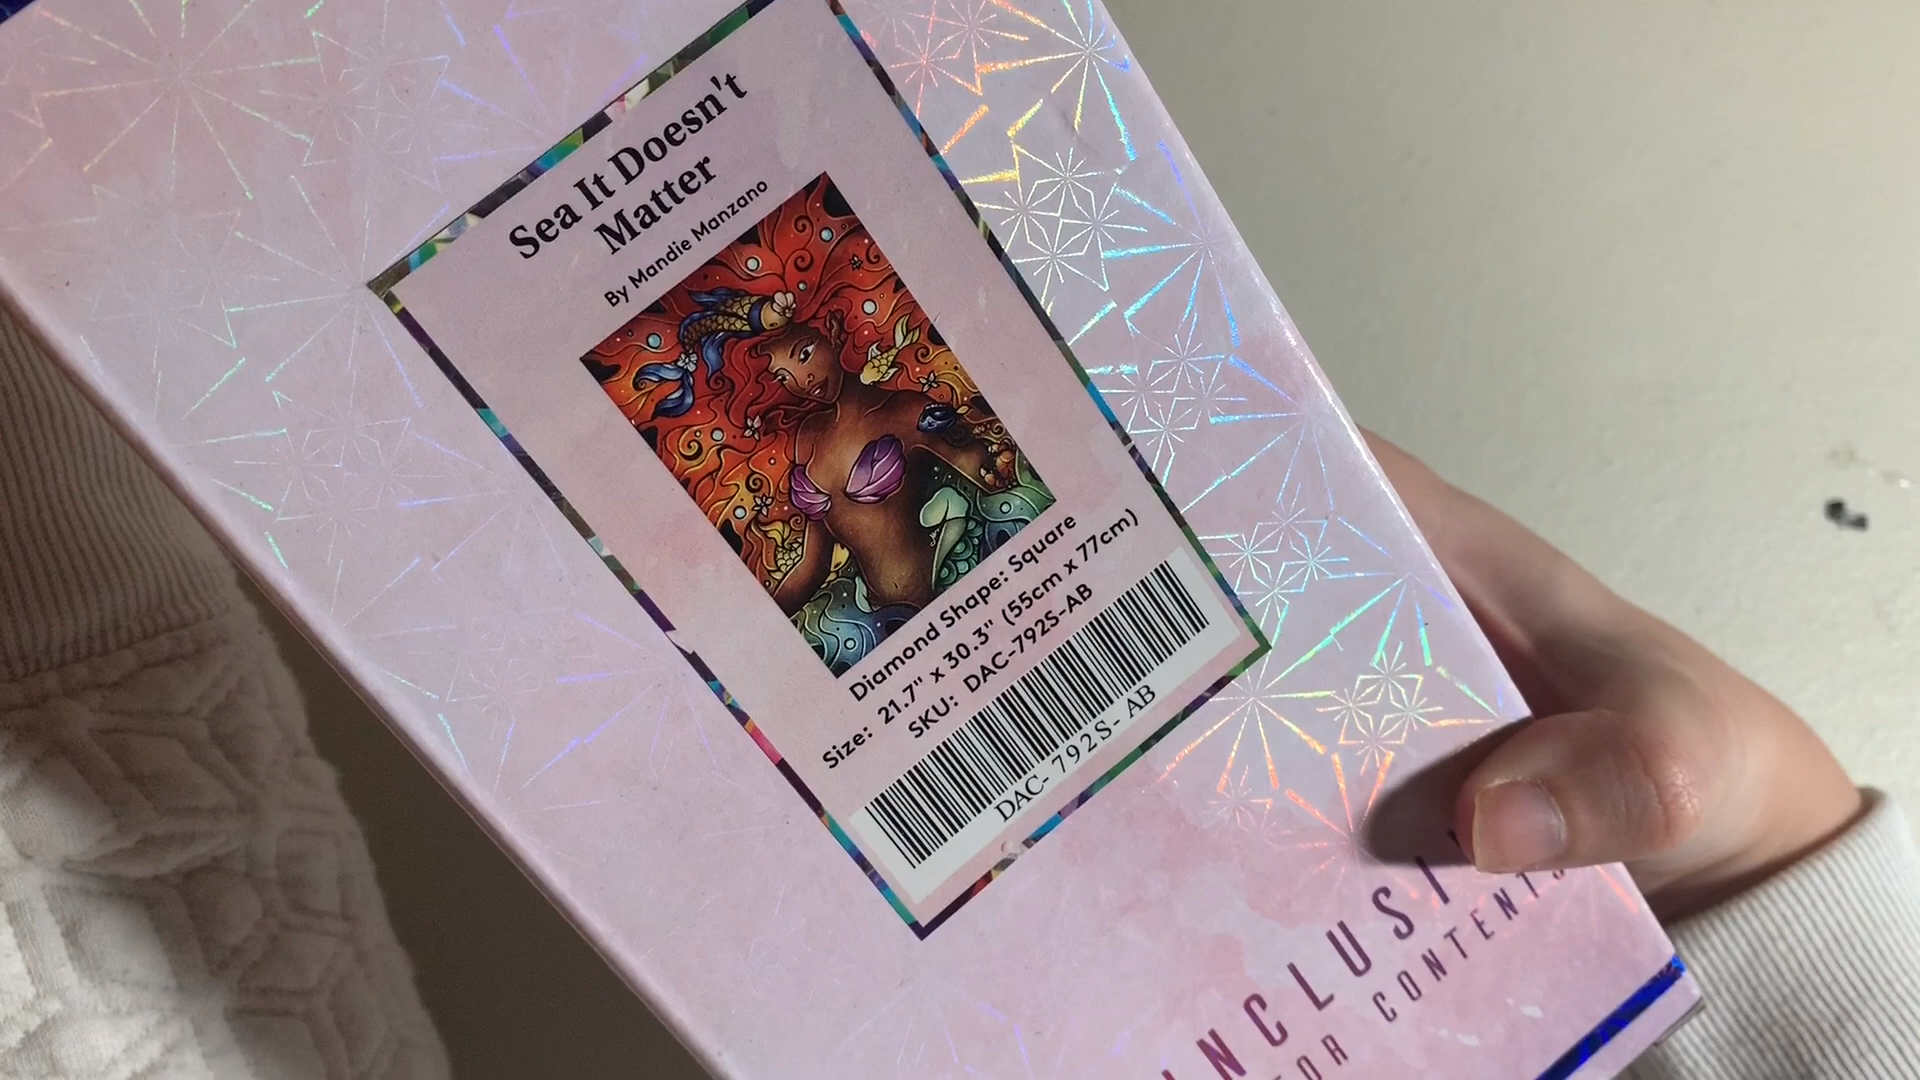 Sea It Doesn't
Matter
By Mandie Manzano
Diamond Shape: Square
Size: 21.7" x 30.3" (55cm x 77cm)
SKU: DAC-792S-AB
DAC- 792S- AB